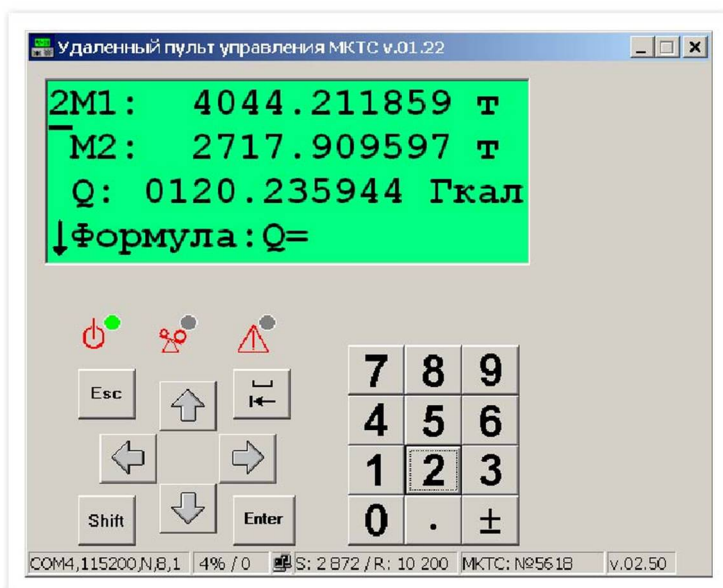 Удаленный пульт управления МКТС v.01.22
2М1: 4044.211859 т
М2: 2717.909597 т
Q: 0120.235944 Гкал
↓Формула:Q=
7 8 9
Esc
4 5 6
1 2 3
Shift Enter 0 . ±
COM4,115200,N,8,1 4% / 0 S: 2 872 / R: 10 200 МКТС: №5618 v.02.50